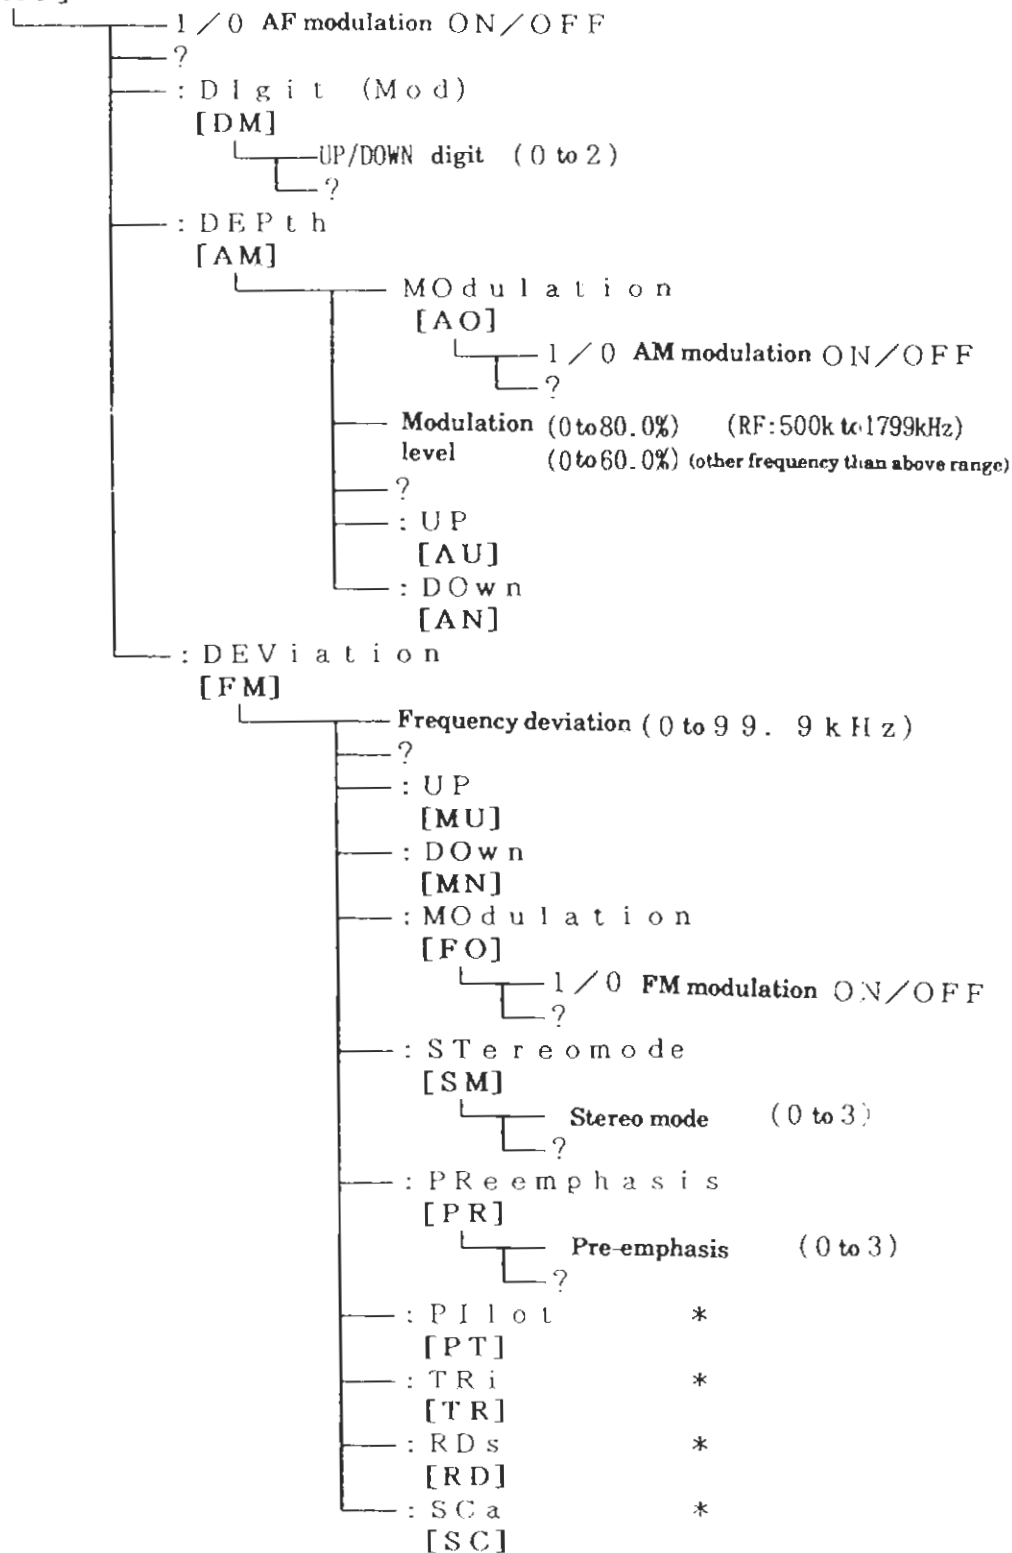 1／0 AF modulation ON／OFF
?
:DIgit (Mod)
[DM]
UP/DOWN digit (0 to 2)
?
:DEPth
[AM]
MOdulation
[AO]
1／0 AM modulation ON／OFF
?
Modulation (0 to 80.0%) (RF:500k to 1799kHz)
level (0 to 60.0%) (other frequency than above range)
?
:UP
[AU]
:DOwn
[AN]
:DEViation
[FM]
Frequency deviation (0 to 99.9kHz)
?
:UP
[MU]
:DOwn
[MN]
:MOdulation
[FO]
1／0 FM modulation ON／OFF
?
:STereomode
[SM]
Stereo mode (0 to 3)
?
:PReemphasis
[PR]
Pre-emphasis (0 to 3)
?
:PIlot *
[PT]
:TRi *
[TR]
:RDs *
[RD]
:SCa *
[SC]